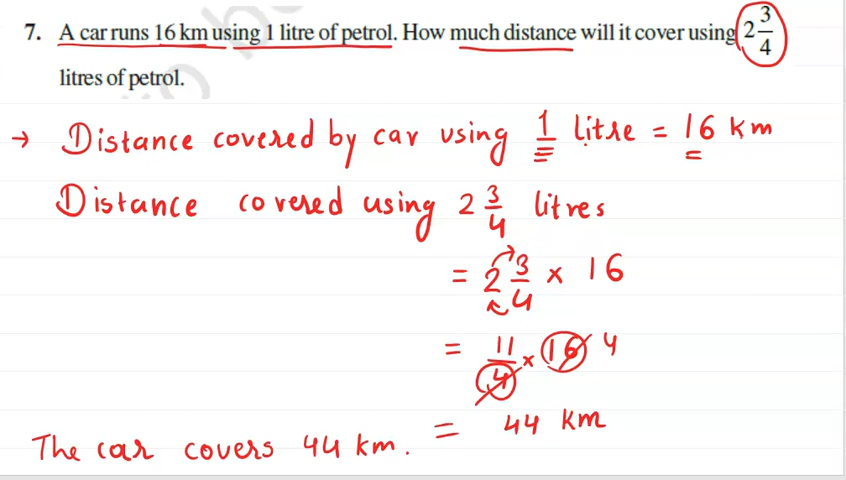 7. A car runs 16 km using 1 litre of petrol. How much distance will it cover using 2 3/4
litres of petrol.
→ Distance covered by car using 1 litre = 16 km
Distance covered using 2 3/4 litres
= 2 3/4 × 16
= 11/4 × 16 4
= 44 km
The car covers 44 km.